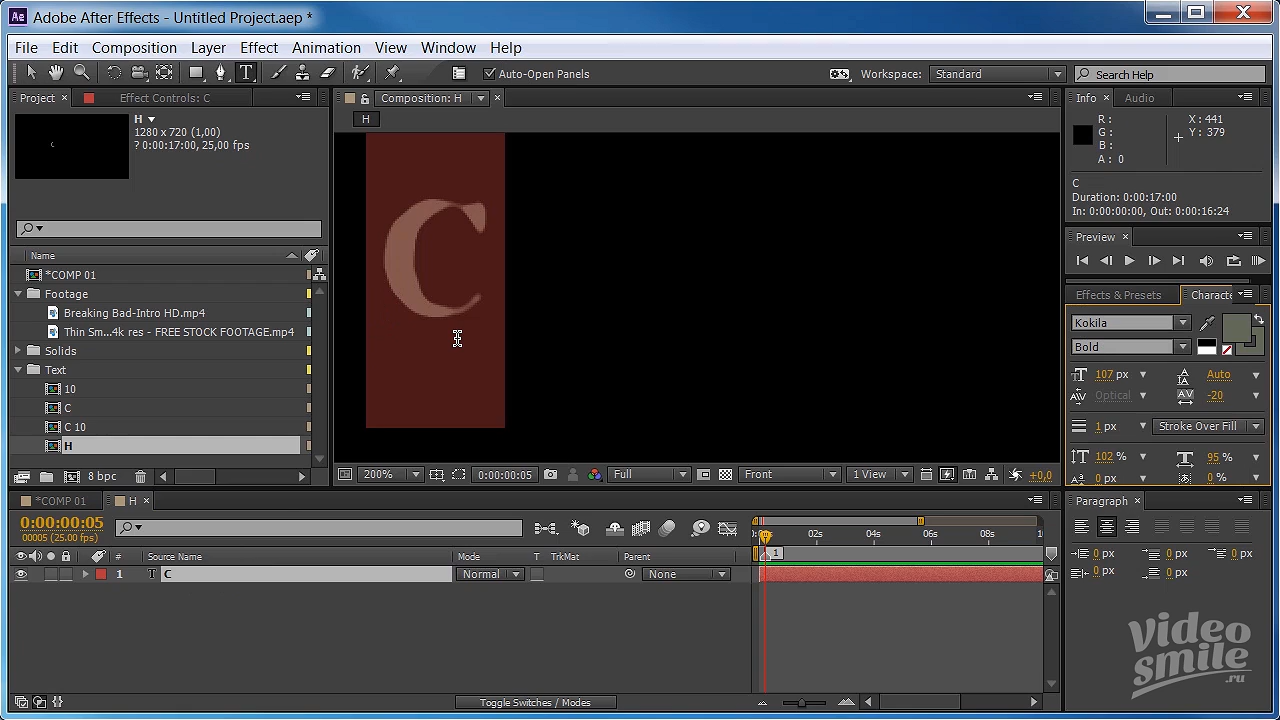 Adobe After Effects - Untitled Project.aep *
File Edit Composition Layer Effect Animation View Window Help
T Auto-Open Panels Workspace: Standard Search Help
Project × Effect Controls: C Composition: H × Info × Audio
H
H
1280 x 720 (1,00)
? 0:00:17:00, 25,00 fps
R :
G :
B :
A : 0
X : 441
Y : 379
C
Duration: 0:00:17:00
In: 0:00:00:00, Out: 0:00:16:24
C
Preview ×
Name
*COMP 01
Footage
Breaking Bad-Intro HD.mp4
Thin Sm...4k res - FREE STOCK FOOTAGE.mp4
Solids
Text
10
C
C 10
H
Effects & Presets Characte
Kokila
Bold
107 px Auto
Optical -20
1 px Stroke Over Fill
102 % 95 %
0 px 0 %
8 bpc
200% 0:00:00:05 Full Front 1 View +0,0
*COMP 01 H ×
Paragraph ×
0:00:00:05
00005 (25.00 fps)
02s 04s 06s 08s 1
# Source Name Mode T TrkMat Parent
1
1 T C Normal None
0 px 0 px 0 px
0 px 0 px
Toggle Switches / Modes
video
smile
.ru